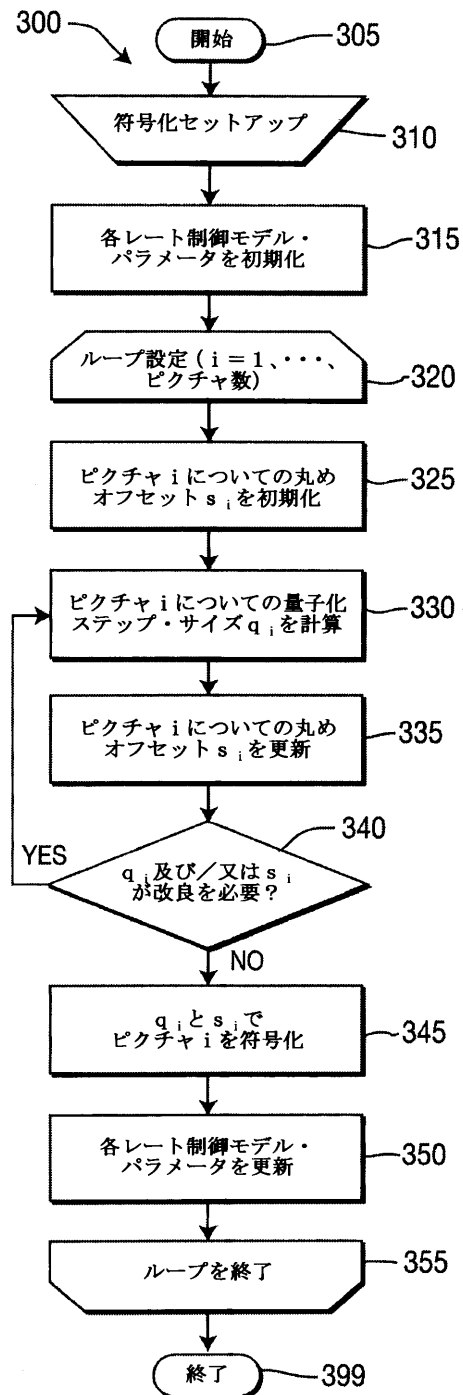 300
開始
305
符号化セットアップ
310
各レート制御モデル・
パラメータを初期化
315
ループ設定(i=1、・・・、
ピクチャ数)
320
ピクチャiについての丸め
オフセットsiを初期化
325
ピクチャiについての量子化
ステップ・サイズqiを計算
330
ピクチャiについての丸め
オフセットsiを更新
335
340
YES
qi及び/又はsi
が改良を必要?
NO
qiとsiで
ピクチャiを符号化
345
各レート制御モデル・
パラメータを更新
350
ループを終了
355
終了
399